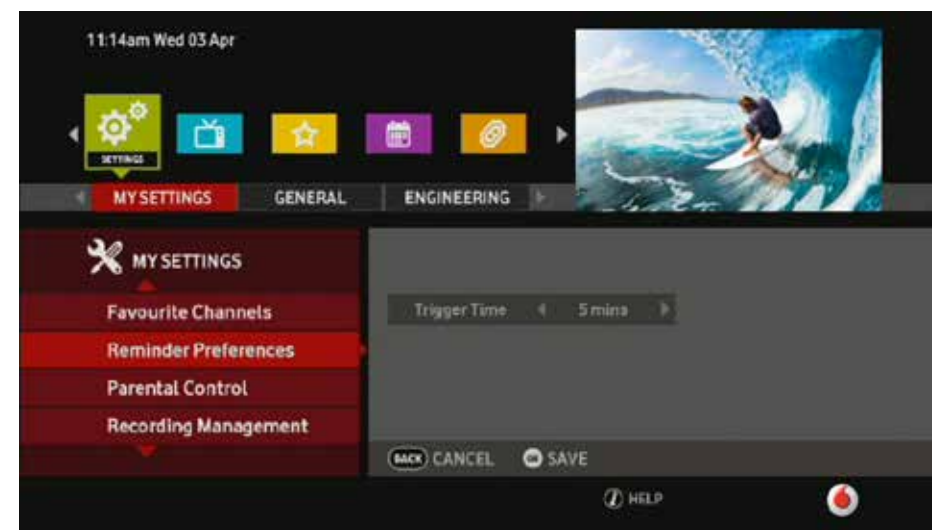 11:14am Wed 03 Apr
SETTINGS
MY SETTINGS GENERAL ENGINEERING
MY SETTINGS
Favourite Channels
Reminder Preferences
Parental Control
Recording Management
Trigger Time 5 mins
BACK CANCEL OK SAVE
i HELP